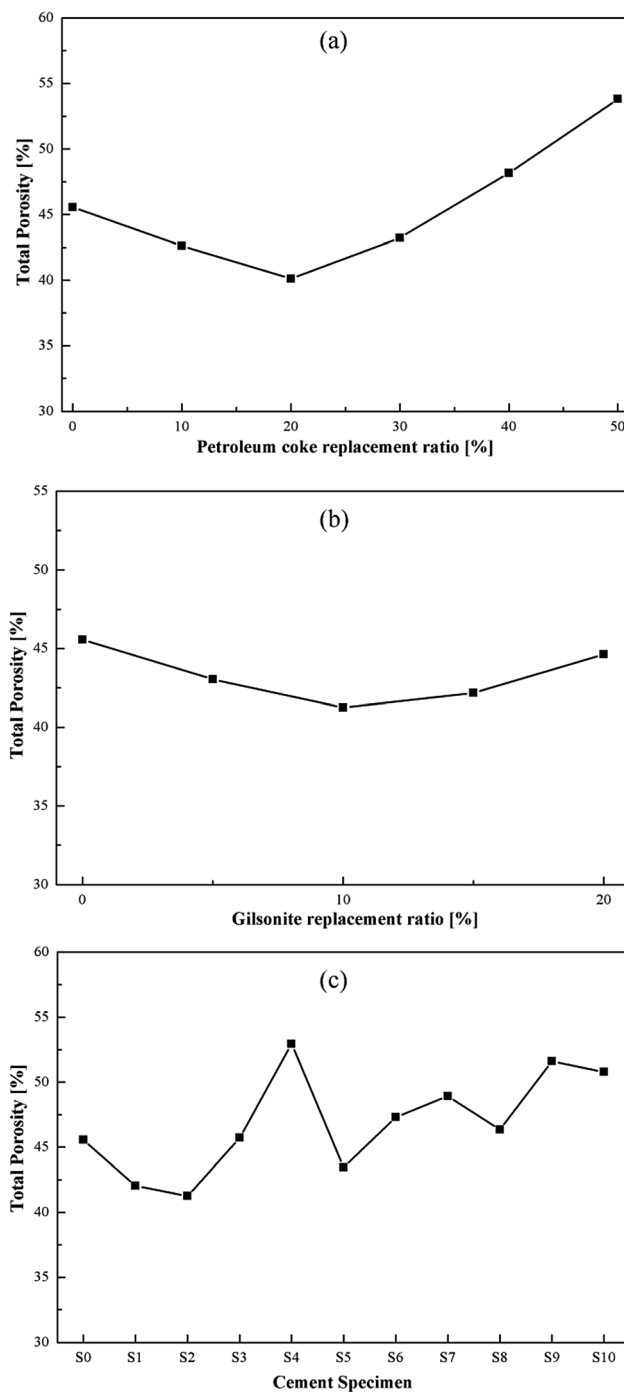 (a)
60
55
50
45
40
35
30
Total Porosity [%]
0 10 20 30 40 50
Petroleum coke replacement ratio [%]
(b)
55
50
45
40
35
30
Total Porosity [%]
0 10 20
Gilsonite replacement ratio [%]
(c)
60
55
50
45
40
35
30
Total Porosity [%]
S0 S1 S2 S3 S4 S5 S6 S7 S8 S9 S10
Cement Specimen